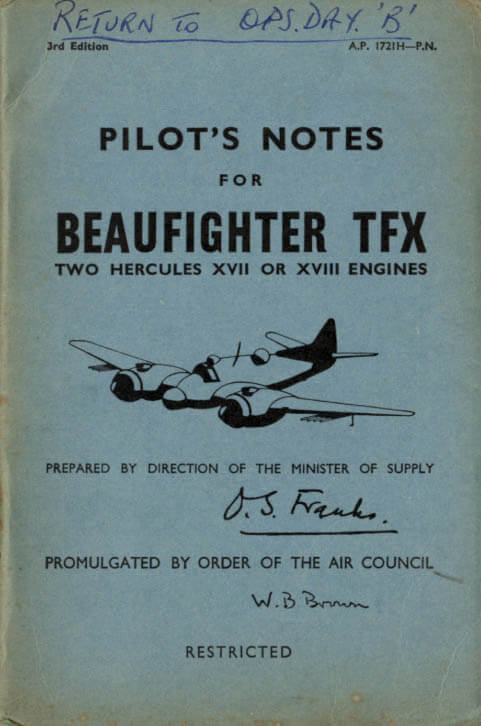 RETURN TO OPS. DAY. 'B'
3rd Edition A.P. 1721H—P.N.
PILOT'S NOTES
FOR
BEAUFIGHTER TFX
TWO HERCULES XVII OR XVIII ENGINES
PREPARED BY DIRECTION OF THE MINISTER OF SUPPLY
O. S. Franks.
PROMULGATED BY ORDER OF THE AIR COUNCIL
W. B Brown
RESTRICTED